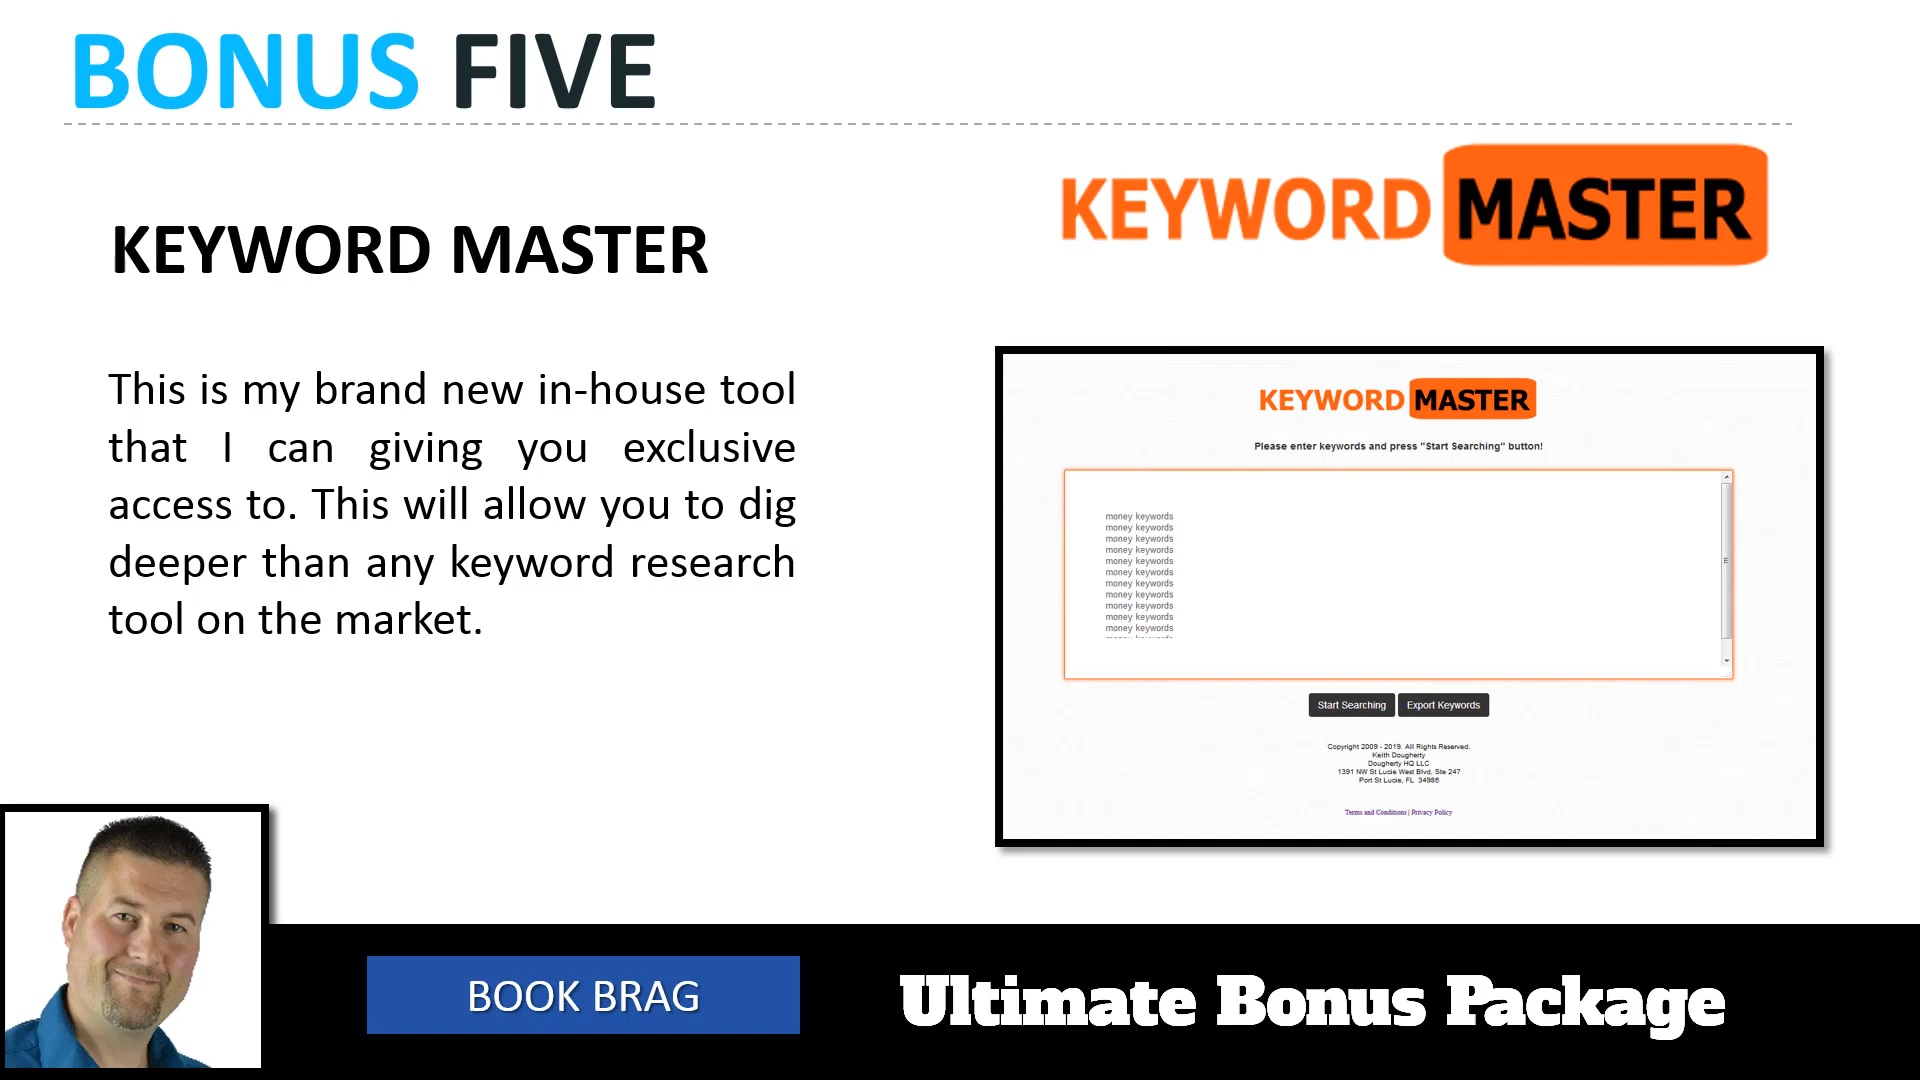 BONUS FIVE
KEYWORD MASTER
KEYWORD MASTER
This is my brand new in-house tool
that I can giving you exclusive
access to. This will allow you to dig
deeper than any keyword research
tool on the market.
KEYWORD MASTER
Please enter keywords and press "Start Searching" button!
money keywords
money keywords
money keywords
money keywords
money keywords
money keywords
money keywords
money keywords
money keywords
money keywords
money keywords
Start Searching Export Keywords
Copyright 2009 - 2019. All Rights Reserved.
Keith Dougherty
Dougherty HQ LLC
1391 NW St Lucie West Blvd, Ste 247
Port St Lucie, FL 34986
Terms and Conditions | Privacy Policy
BOOK BRAG
Ultimate Bonus Package